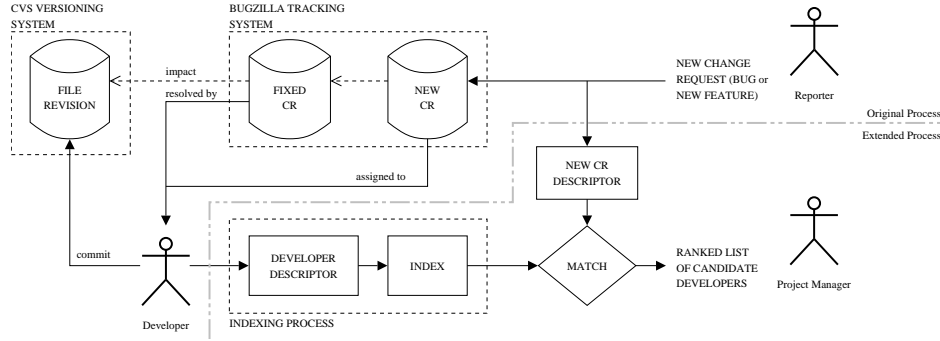 CVS VERSIONING
SYSTEM
BUGZILLA TRACKING
SYSTEM
FILE
REVISION
impact
resolved by
FIXED
CR
NEW
CR
NEW CHANGE
REQUEST (BUG or
NEW FEATURE)
Reporter
Original Process
Extended Process
assigned to
NEW CR
DESCRIPTOR
commit
Developer
DEVELOPER
DESCRIPTOR
INDEX
MATCH
RANKED LIST
OF CANDIDATE
DEVELOPERS
Project Manager
INDEXING PROCESS